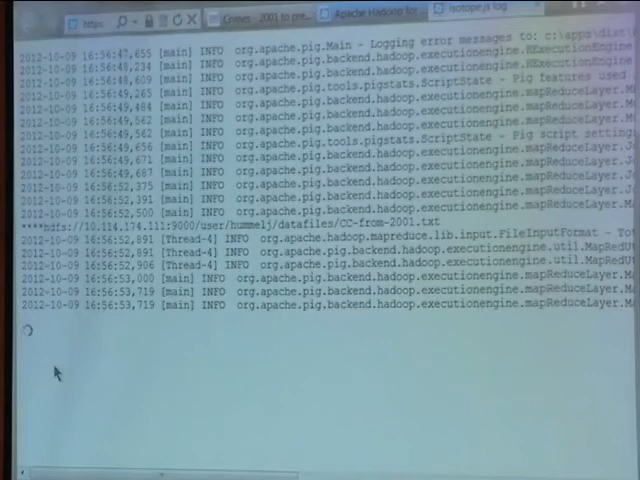 https
Crimes - 2001 to pre...
Apache Hadoop for ...
isotope.js log
2012-10-09 16:56:47,655 [main] INFO org.apache.pig.Main - Logging error messages to: c:\apps\dist\
2012-10-09 16:56:48,234 [main] INFO org.apache.pig.backend.hadoop.executionengine.HExecutionEngine
2012-10-09 16:56:48,609 [main] INFO org.apache.pig.backend.hadoop.executionengine.HExecutionEngine
2012-10-09 16:56:49,265 [main] INFO org.apache.pig.tools.pigstats.ScriptState - Pig features used
2012-10-09 16:56:49,484 [main] INFO org.apache.pig.backend.hadoop.executionengine.mapReduceLayer.M
2012-10-09 16:56:49,562 [main] INFO org.apache.pig.backend.hadoop.executionengine.mapReduceLayer.M
2012-10-09 16:56:49,562 [main] INFO org.apache.pig.backend.hadoop.executionengine.mapReduceLayer.M
2012-10-09 16:56:49,656 [main] INFO org.apache.pig.tools.pigstats.ScriptState - Pig script setting
2012-10-09 16:56:49,671 [main] INFO org.apache.pig.backend.hadoop.executionengine.mapReduceLayer.J
2012-10-09 16:56:49,687 [main] INFO org.apache.pig.backend.hadoop.executionengine.mapReduceLayer.J
2012-10-09 16:56:52,375 [main] INFO org.apache.pig.backend.hadoop.executionengine.mapReduceLayer.J
2012-10-09 16:56:52,391 [main] INFO org.apache.pig.backend.hadoop.executionengine.mapReduceLayer.J
2012-10-09 16:56:52,500 [main] INFO org.apache.pig.backend.hadoop.executionengine.mapReduceLayer.M
****hdfs://10.114.174.111:9000/user/hummelj/datafiles/CC-from-2001.txt
2012-10-09 16:56:52,891 [Thread-4] INFO org.apache.hadoop.mapreduce.lib.input.FileInputFormat - To
2012-10-09 16:56:52,891 [Thread-4] INFO org.apache.pig.backend.hadoop.executionengine.util.MapRedU
2012-10-09 16:56:52,906 [Thread-4] INFO org.apache.pig.backend.hadoop.executionengine.util.MapRedU
2012-10-09 16:56:53,000 [main] INFO org.apache.pig.backend.hadoop.executionengine.mapReduceLayer.M
2012-10-09 16:56:53,719 [main] INFO org.apache.pig.backend.hadoop.executionengine.mapReduceLayer.M
2012-10-09 16:56:53,719 [main] INFO org.apache.pig.backend.hadoop.executionengine.mapReduceLayer.M